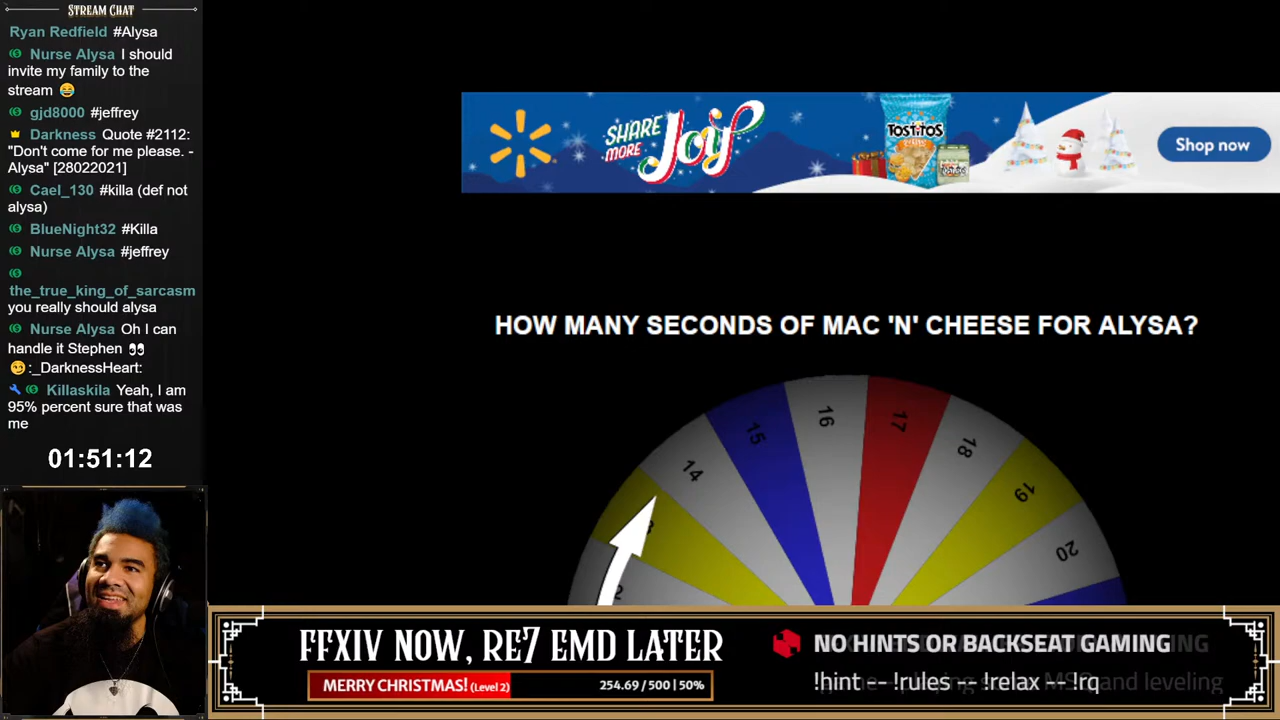 STREAM CHAT
Ryan Redfield #Alysa
Nurse Alysa I should
invite my family to the
stream 😂
gjd8000 #jeffrey
Darkness Quote #2112:
"Don't come for me please. -
Alysa" [28022021]
Cael_130 #killa (def not
alysa)
BlueNight32 #Killa
Nurse Alysa #jeffrey
the_true_king_of_sarcasm
you really should alysa
Nurse Alysa Oh I can
handle it Stephen 👀
😏:_DarknessHeart:
Killaskila Yeah, I am
95% percent sure that was
me
01:51:12
SHARE
MORE
Joy
TOSTITOS
Shop now
HOW MANY SECONDS OF MAC 'N' CHEESE FOR ALYSA?
14
15
16
17
18
19
20
FFXIV NOW, RE7 EMD LATER
MERRY CHRISTMAS! (Level 2)
254.69 / 500 | 50%
NO HINTS OR BACKSEAT GAMING
!hint -- !rules -- !relax -- !rq
and leveling